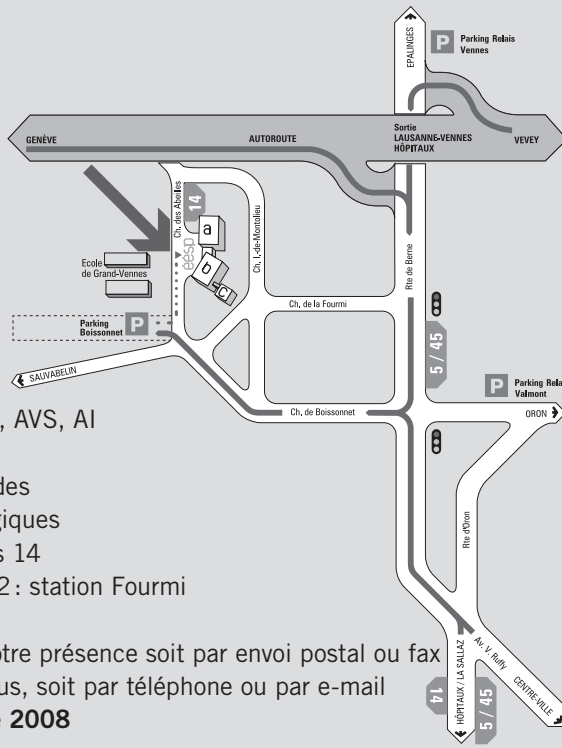 EPALINGES
P
Parking Relais
Vennes
GENÈVE
AUTOROUTE
Sortie
LAUSANNE-VENNES
HÔPITAUX
VEVEY
Ch. des Abeilles
14
a
b
c
éésp
Ch. I.-de-Montolieu
Rte de Berne
Ecole
de Grand-Vennes
Ch. de la Fourmi
Parking
Boissonnet
P
5 / 45
SAUVABELIN
P
Parking Rela
Valmont
Ch. de Boissonnet
ORON
, AVS, AI
des
giques
s 14
2 : station Fourmi
Rte d'Oron
otre présence soit par envoi postal ou fax
us, soit par téléphone ou par e-mail
e 2008
Av. V. Ruffy
CENTRE-VILLE
HÔPITAUX / LA SALLAZ
14
5 / 45